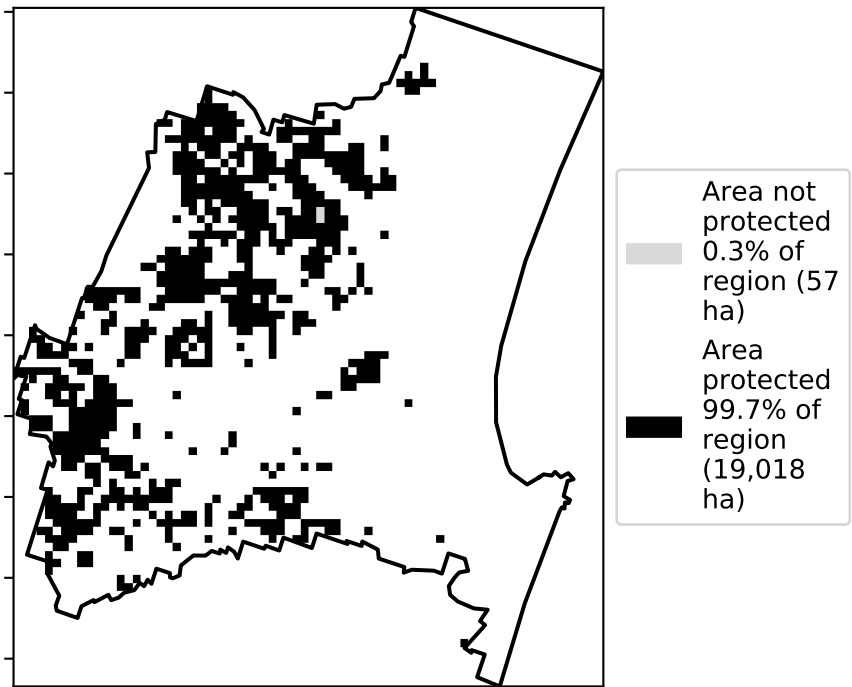 Area not
protected
0.3% of
region (57
ha)
Area
protected
99.7% of
region
(19,018
ha)